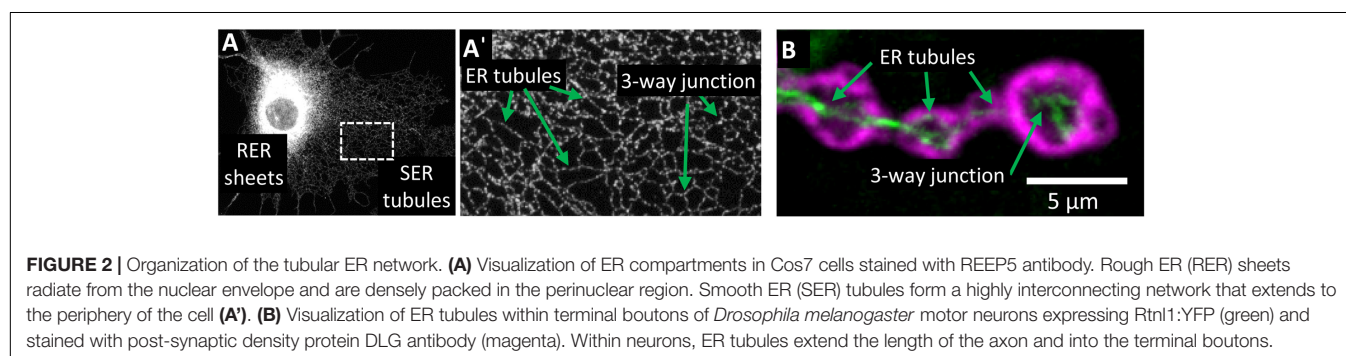 A
RER
sheets
SER
tubules
A'
ER tubules
3-way junction
B
ER tubules
3-way junction
5 µm
FIGURE 2 | Organization of the tubular ER network. (A) Visualization of ER compartments in Cos7 cells stained with REEP5 antibody. Rough ER (RER) sheets
radiate from the nuclear envelope and are densely packed in the perinuclear region. Smooth ER (SER) tubules form a highly interconnecting network that extends to
the periphery of the cell (A’). (B) Visualization of ER tubules within terminal boutons of Drosophila melanogaster motor neurons expressing Rtnl1:YFP (green) and
stained with post-synaptic density protein DLG antibody (magenta). Within neurons, ER tubules extend the length of the axon and into the terminal boutons.